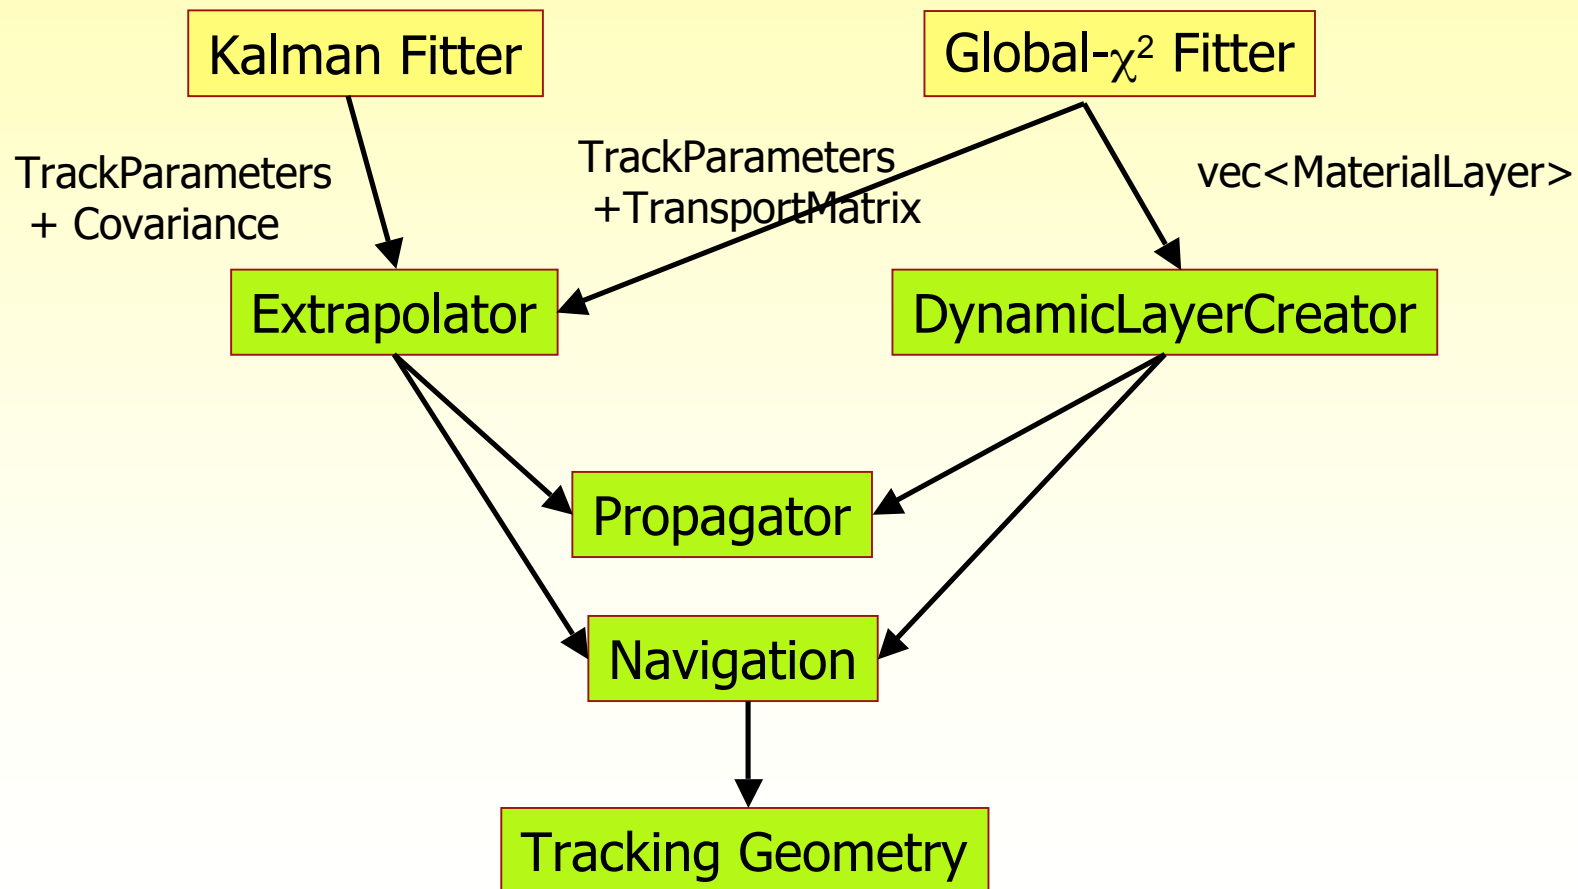 Kalman Fitter
Global-χ² Fitter
TrackParameters
+ Covariance
TrackParameters
+TransportMatrix
vec<MaterialLayer>
Extrapolator
DynamicLayerCreator
Propagator
Navigation
Tracking Geometry